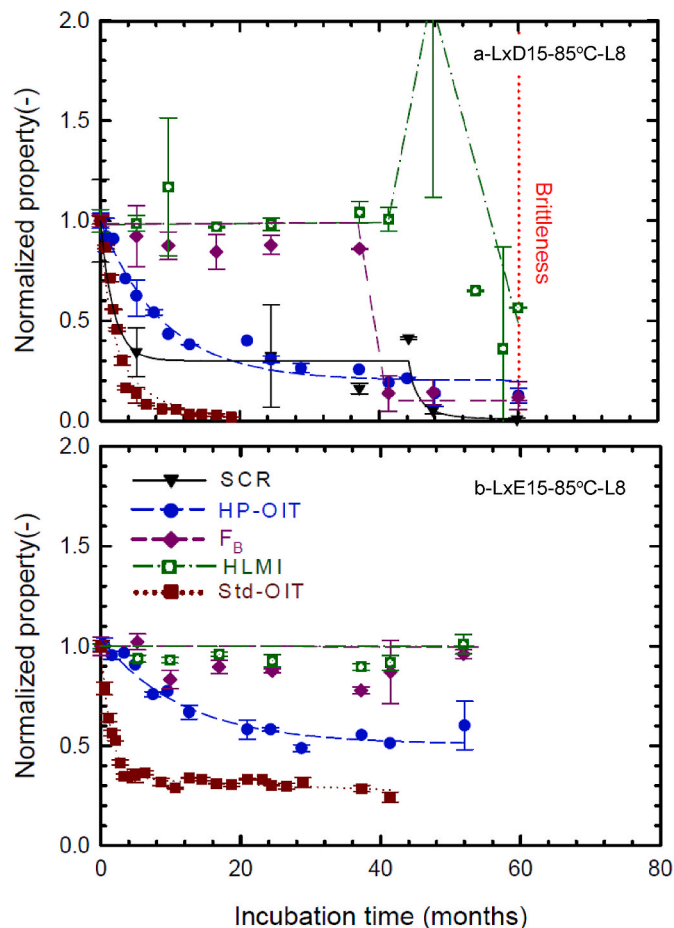 2.0
a-LxD15-85ºC-L8
1.5
1.0
0.5
0.0
Normalized property(-)
Brittleness
2.0
b-LxE15-85ºC-L8
SCR
HP-OIT
F_B
HLMI
Std-OIT
1.5
1.0
0.5
0.0
Normalized property(-)
0 20 40 60 80
Incubation time (months)